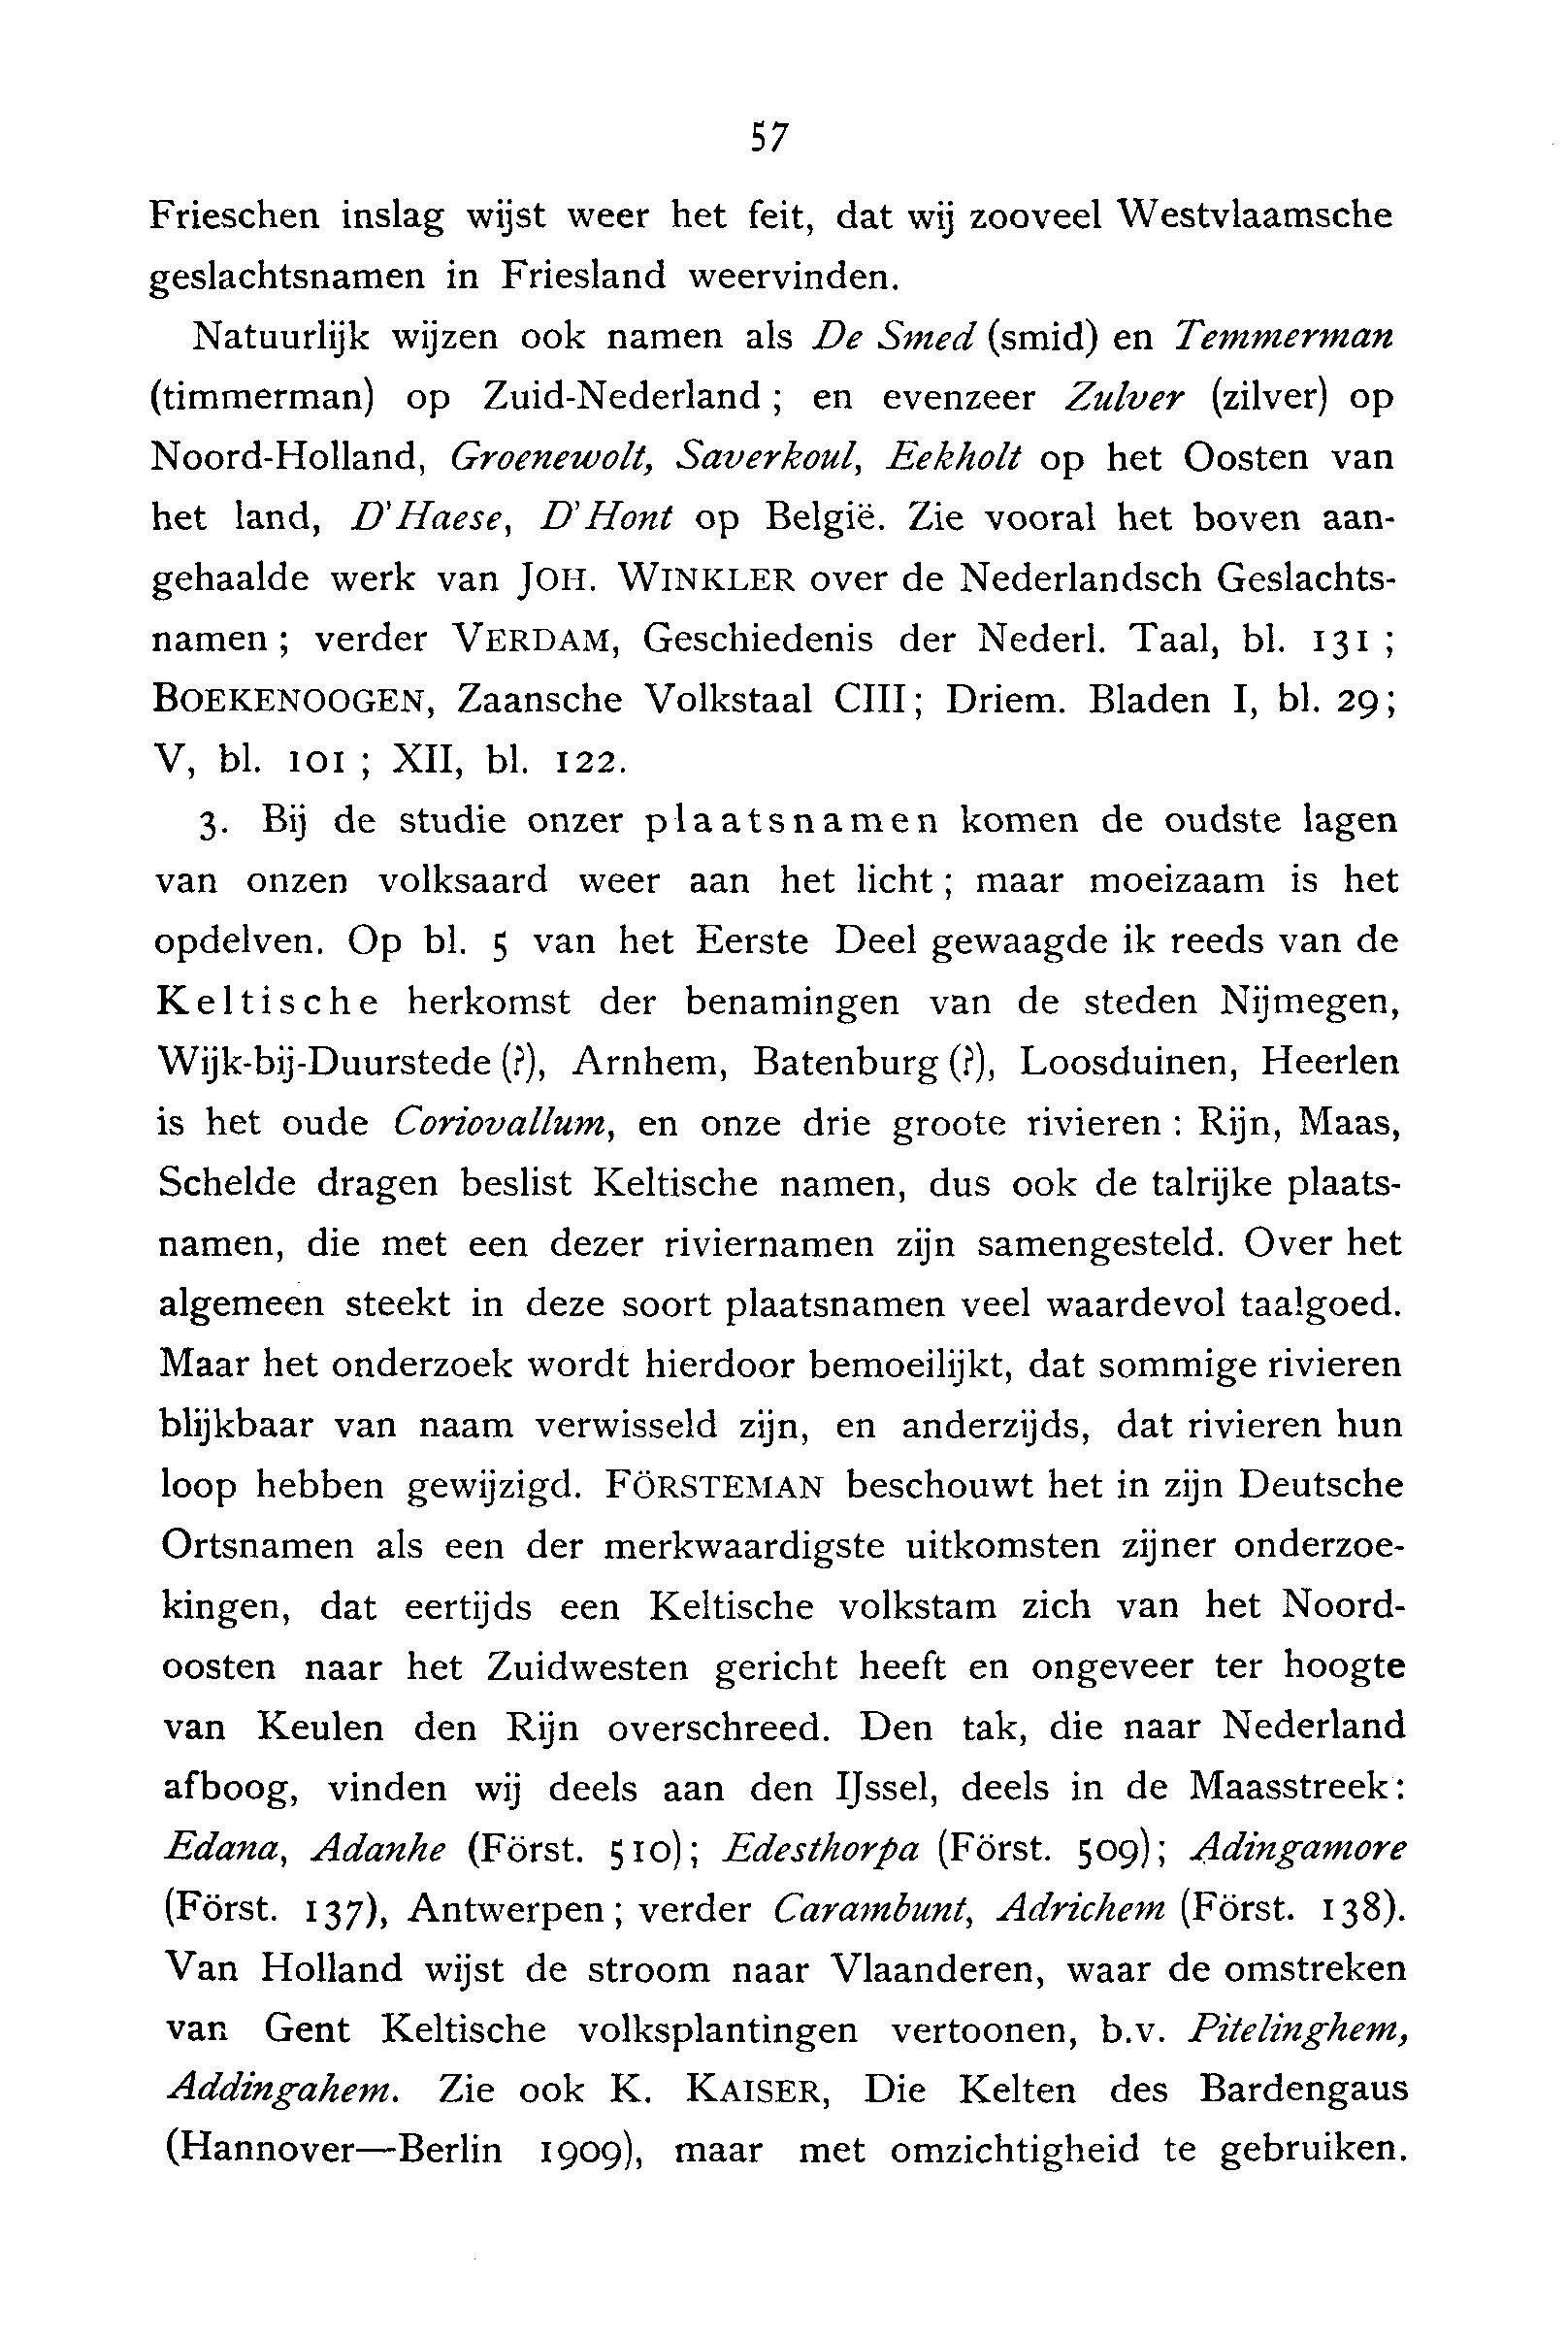 57
Frieschen inslag wijst weer het feit, dat wij zooveel Westvlaamsche
geslachtsnamen in Friesland weervinden.
Natuurlijk wijzen ook namen als De Smed (smid) en Temmerman
(timmerman) op Zuid-Nederland ; en evenzeer Zulver (zilver) op
Noord-Holland, Groenewolt, Saverkoul, Eekholt op het Oosten van
het land, D'Haese, D'Hont op België. Zie vooral het boven aan-
gehaalde werk van JOH. WINKLER over de Nederlandsch Geslachts-
namen ; verder VERDAM, Geschiedenis der Nederl. Taal, bl. 131 ;
BOEKENOOGEN, Zaansche Volkstaal CIII ; Driem. Bladen I, bl. 29 ;
V, bl. 101 ; XII, bl. 122.
3. Bij de studie onzer plaatsnamen komen de oudste lagen
van onzen volksaard weer aan het licht ; maar moeizaam is het
opdelven. Op bl. 5 van het Eerste Deel gewaagde ik reeds van de
Keltische herkomst der benamingen van de steden Nijmegen,
Wijk-bij-Duurstede (?), Arnhem, Batenburg (?), Loosduinen, Heerlen
is het oude Coriovallum, en onze drie groote rivieren : Rijn, Maas,
Schelde dragen beslist Keltische namen, dus ook de talrijke plaats-
namen, die met een dezer riviernamen zijn samengesteld. Over het
algemeen steekt in deze soort plaatsnamen veel waardevol taalgoed.
Maar het onderzoek wordt hierdoor bemoeilijkt, dat sommige rivieren
blijkbaar van naam verwisseld zijn, en anderzijds, dat rivieren hun
loop hebben gewijzigd. FÖRSTEMAN beschouwt het in zijn Deutsche
Ortsnamen als een der merkwaardigste uitkomsten zijner onderzoe-
kingen, dat eertijds een Keltische volkstam zich van het Noord-
oosten naar het Zuidwesten gericht heeft en ongeveer ter hoogte
van Keulen den Rijn overschreed. Den tak, die naar Nederland
afboog, vinden wij deels aan den IJssel, deels in de Maasstreek :
Edana, Adanhe (Först. 510) ; Edesthorpa (Först. 509) ; Adingamore
(Först. 137), Antwerpen ; verder Carambunt, Adrichem (Först. 138).
Van Holland wijst de stroom naar Vlaanderen, waar de omstreken
van Gent Keltische volksplantingen vertoonen, b.v. Pitelinghem,
Addingahem. Zie ook K. KAISER, Die Kelten des Bardengaus
(Hannover—Berlin 1909), maar met omzichtigheid te gebruiken.